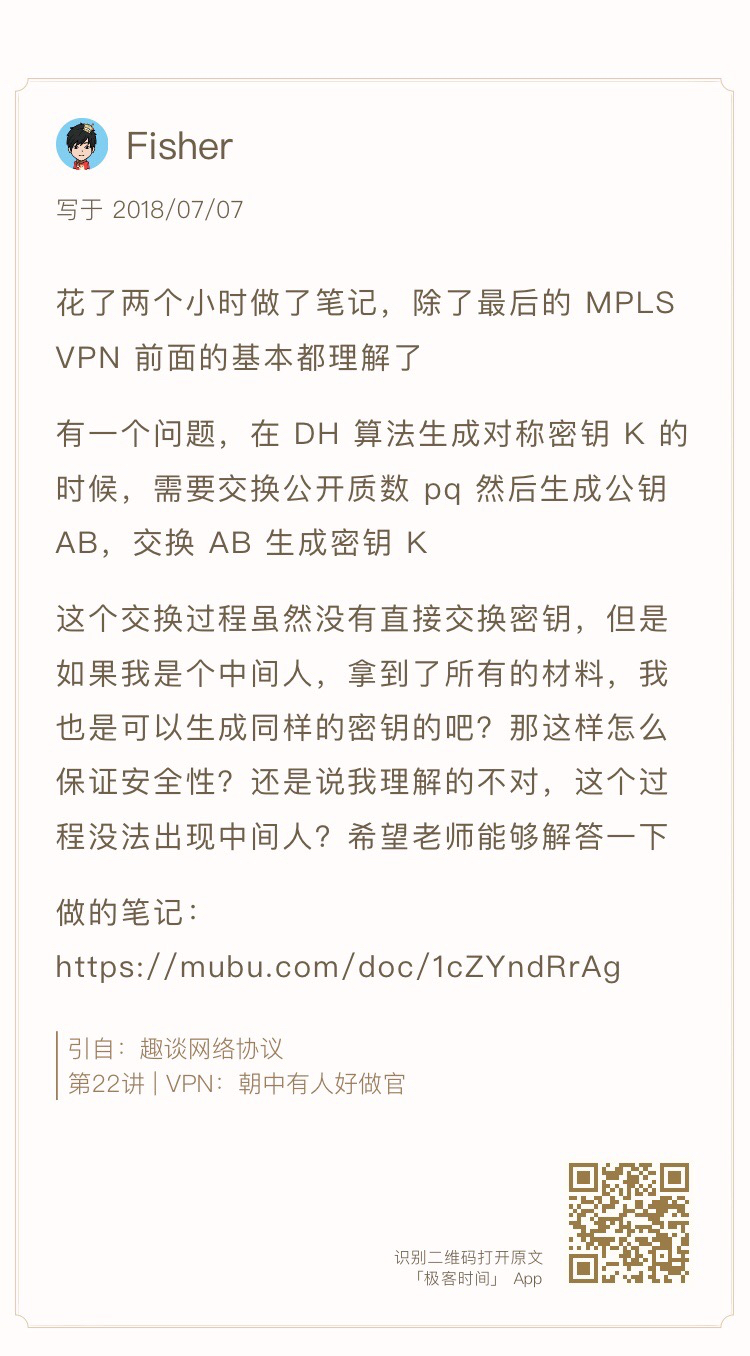 Fisher
写于 2018/07/07
花了两个小时做了笔记，除了最后的 MPLS
VPN 前面的基本都理解了
有一个问题，在 DH 算法生成对称密钥 K 的
时候，需要交换公开质数 pq 然后生成公钥
AB，交换 AB 生成密钥 K
这个交换过程虽然没有直接交换密钥，但是
如果我是个中间人，拿到了所有的材料，我
也是可以生成同样的密钥的吧？那这样怎么
保证安全性？还是说我理解的不对，这个过
程没法出现中间人？希望老师能够解答一下
做的笔记：
https://mubu.com/doc/1cZYndRrAg
引自：趣谈网络协议
第22讲 | VPN：朝中有人好做官
识别二维码打开原文
「极客时间」 App